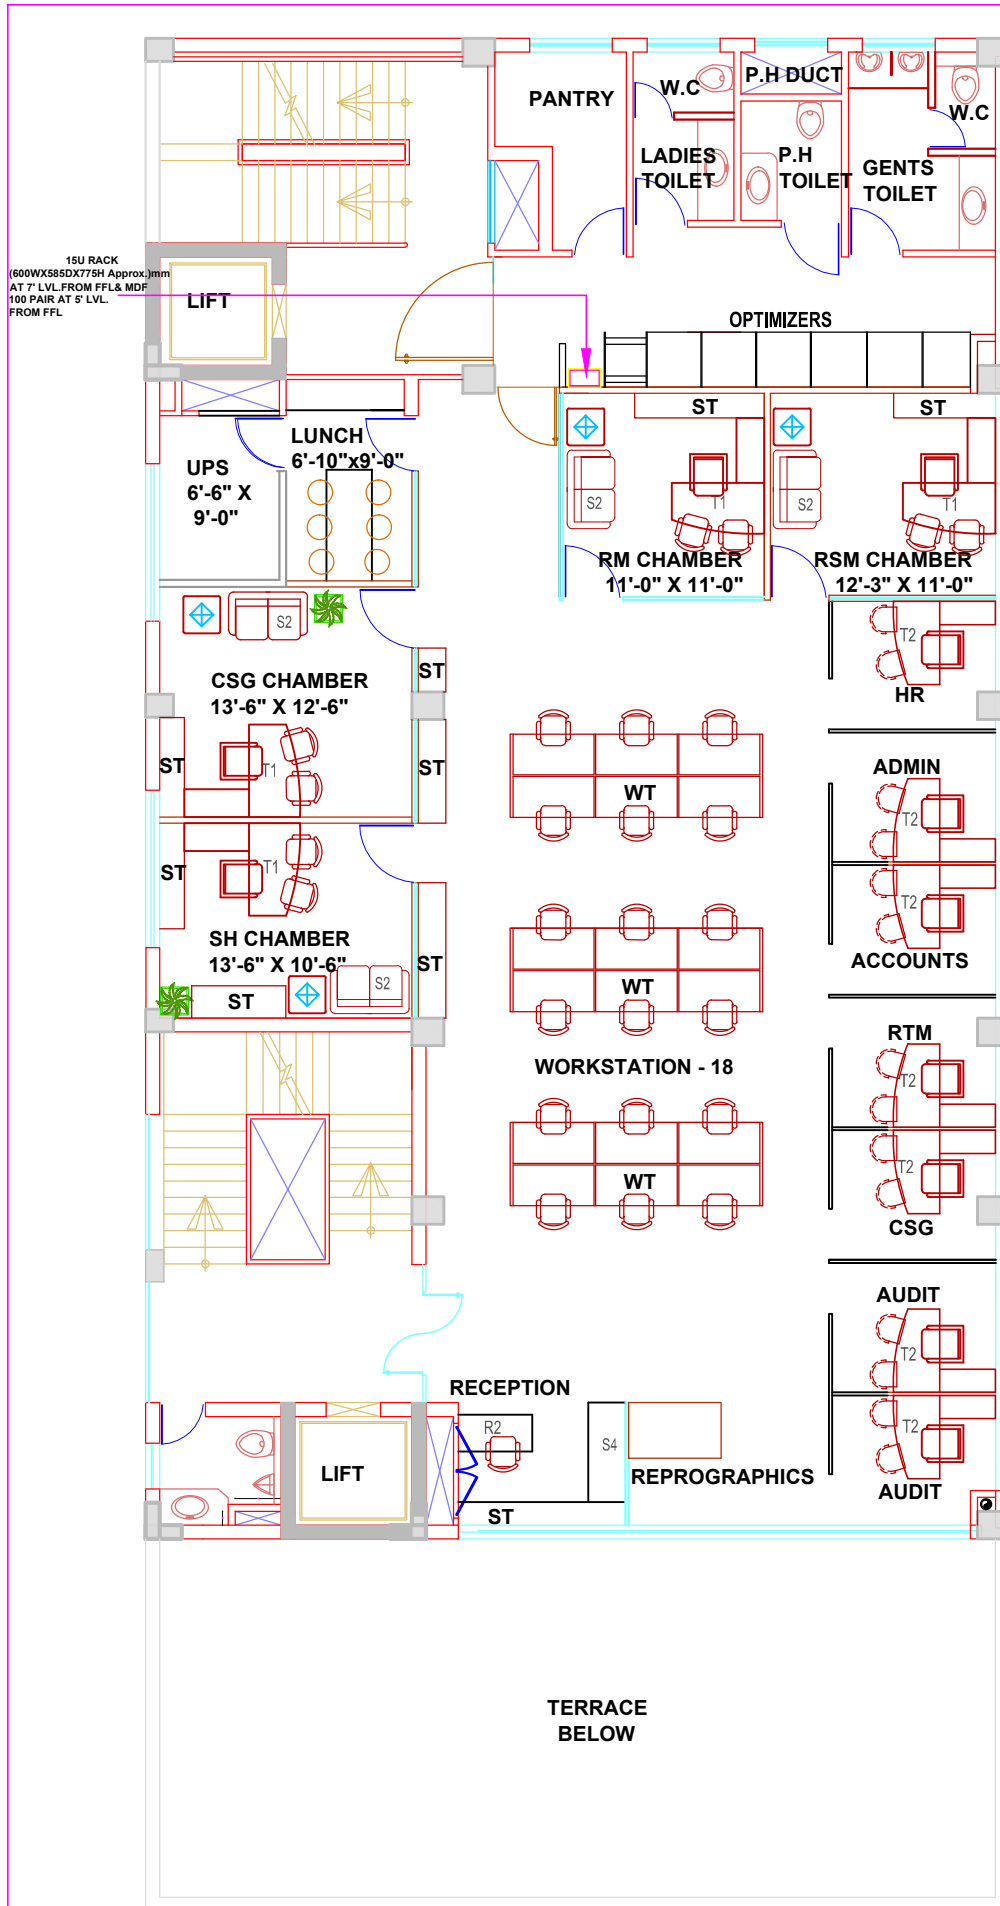 W.C
P.H DUCT
PANTRY
W.C
LADIES
TOILET
P.H
TOILET
GENTS
TOILET
15U RACK
(600WX585DX775H Approx.)mm
AT 7' LVL.FROM FFL& MDF
100 PAIR AT 5' LVL.
FROM FFL
LIFT
OPTIMIZERS
ST
ST
LUNCH
6'-10"x9'-0"
UPS
6'-6" X
9'-0"
S2
T1
S2
T1
RM CHAMBER
11'-0" X 11'-0"
RSM CHAMBER
12'-3" X 11'-0"
S2
T2
HR
CSG CHAMBER
13'-6" X 12'-6"
ST
ST
T1
ST
WT
ADMIN
T2
ST
T1
T2
ACCOUNTS
SH CHAMBER
13'-6" X 10'-6"
ST
S2
ST
WT
RTM
T2
WORKSTATION - 18
WT
T2
CSG
AUDIT
T2
RECEPTION
R2
S4
T2
LIFT
REPROGRAPHICS
AUDIT
ST
TERRACE
BELOW